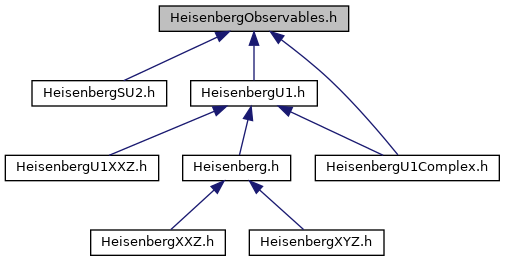 HeisenbergObservables.h
HeisenbergSU2.h
HeisenbergU1.h
HeisenbergU1XXZ.h
Heisenberg.h
HeisenbergU1Complex.h
HeisenbergXXZ.h
HeisenbergXYZ.h